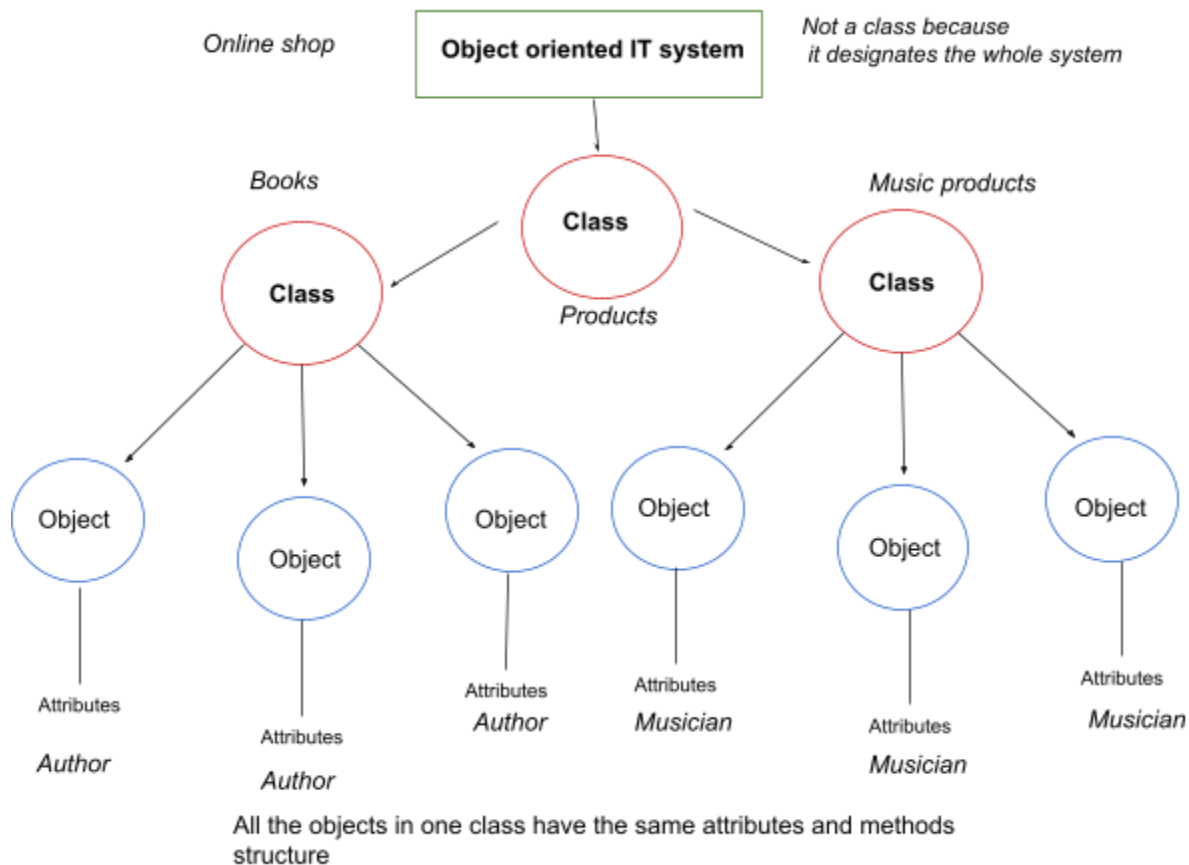 Online shop
Object oriented IT system
Not a class because
it designates the whole system
Books
Class
Music products
Class
Products
Class
Object
Object
Object
Object
Object
Object
Attributes
Author
Attributes
Author
Attributes
Author
Attributes
Musician
Attributes
Musician
Attributes
Musician
All the objects in one class have the same attributes and methods
structure